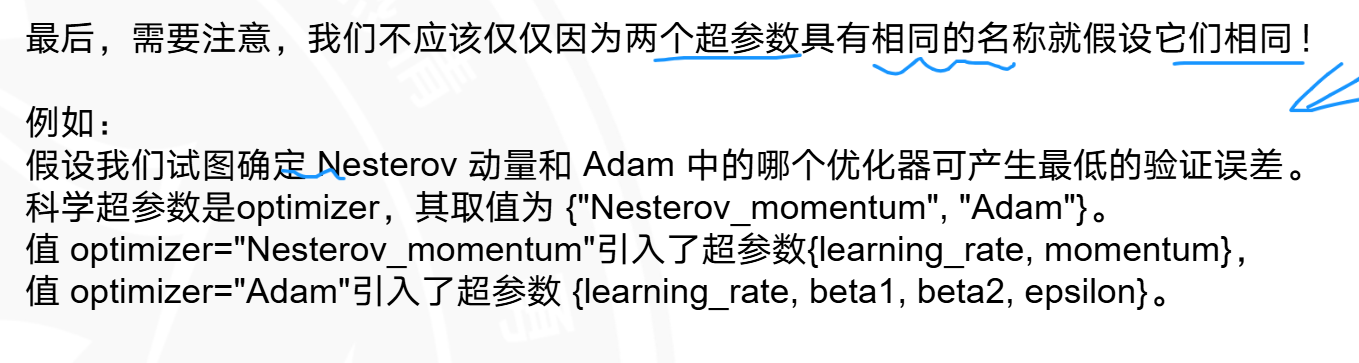 最后，需要注意，我们不应该仅仅因为两个超参数具有相同的名称就假设它们相同！
例如：
假设我们试图确定 Nesterov 动量和 Adam 中的哪个优化器可产生最低的验证误差。
科学超参数是optimizer，其取值为 {"Nesterov_momentum", "Adam"}。
值 optimizer="Nesterov_momentum"引入了超参数{learning_rate, momentum}，
值 optimizer="Adam"引入了超参数 {learning_rate, beta1, beta2, epsilon}。